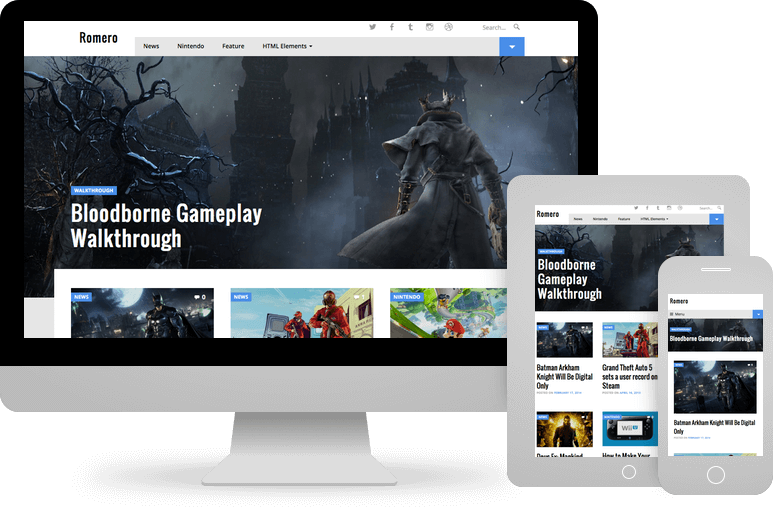 Search...
Romero
News Nintendo Feature HTML Elements
WALKTHROUGH
Bloodborne Gameplay
Walkthrough
NEWS 0
NEWS 1
NINTENDO
Search...
Romero
News Nintendo Feature HTML Elements
WALKTHROUGH
Bloodborne
Gameplay
Walkthrough
NEWS
NEWS
Batman Arkham
Knight Will Be Digital
Only
POSTED ON FEBRUARY 17, 2015
Grand Theft Auto 5
sets a user record on
Steam
POSTED ON APRIL 14, 2015
NEWS
NEWS
Wii U
Deus Ex: Mankind
How to Make Your
Romero
Menu
WALKTHROUGH
Bloodborne Gameplay Walkthrough
NEWS
Batman Arkham Knight Will Be Digital
Only
POSTED ON FEBRUARY 17, 2015